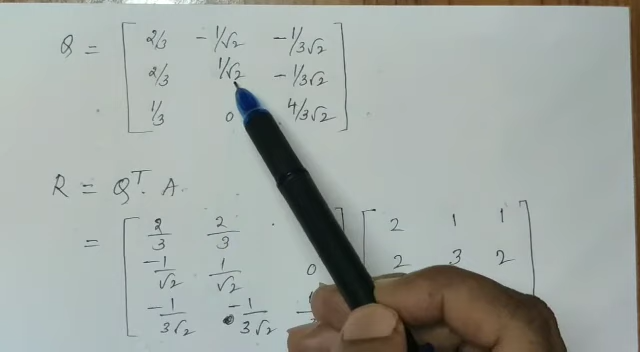 Q = [ 2/3 -1/√2 -1/3√2
2/3 1/√2 -1/3√2
1/3 0 4/3√2 ]
R = Qᵀ. A.
= [ 2/3 2/3 ] [ 2 1 1
-1/√2 1/√2 0 2 3 2
-1/3√2 -1/3√2